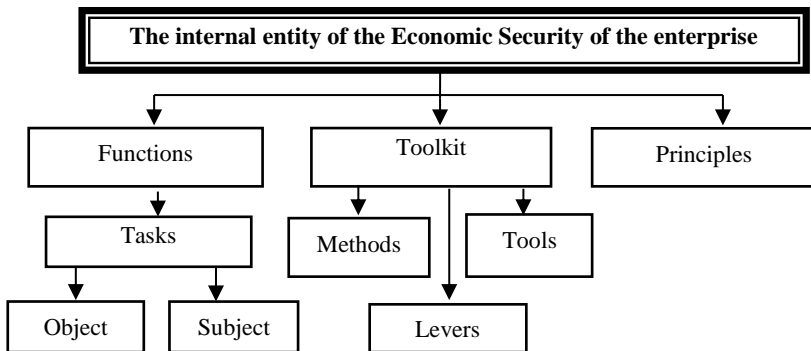 The internal entity of the Economic Security of the enterprise
Functions
Toolkit
Principles
Tasks
Methods
Tools
Object
Subject
Levers